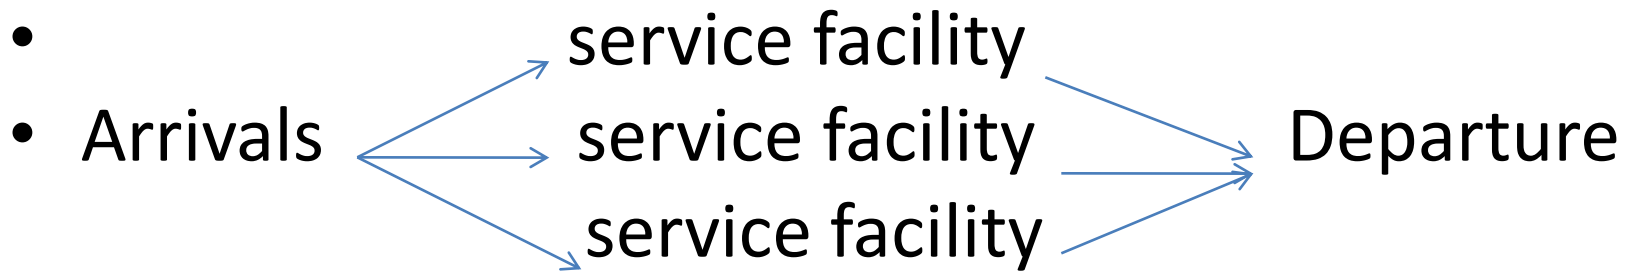 • service facility
• Arrivals service facility Departure
service facility